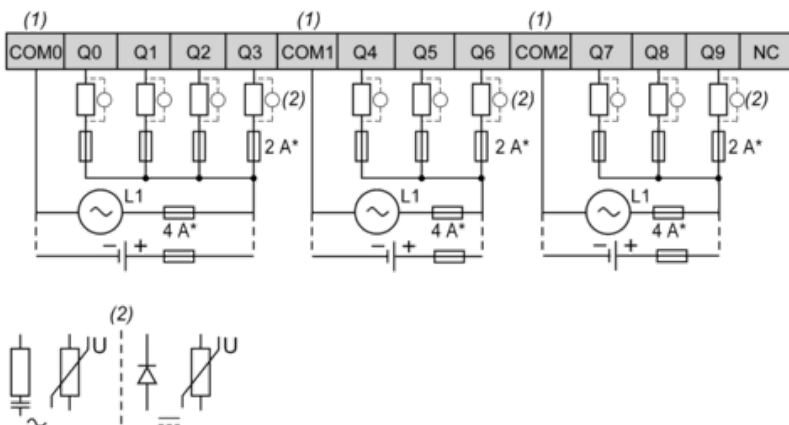 (1) (1) (1)
COM0 Q0 Q1 Q2 Q3 COM1 Q4 Q5 Q6 COM2 Q7 Q8 Q9 NC
(2) (2) (2)
2 A* 2 A* 2 A*
L1 L1 L1
4 A* 4 A* 4 A*
− + − + − +
(2)
U U